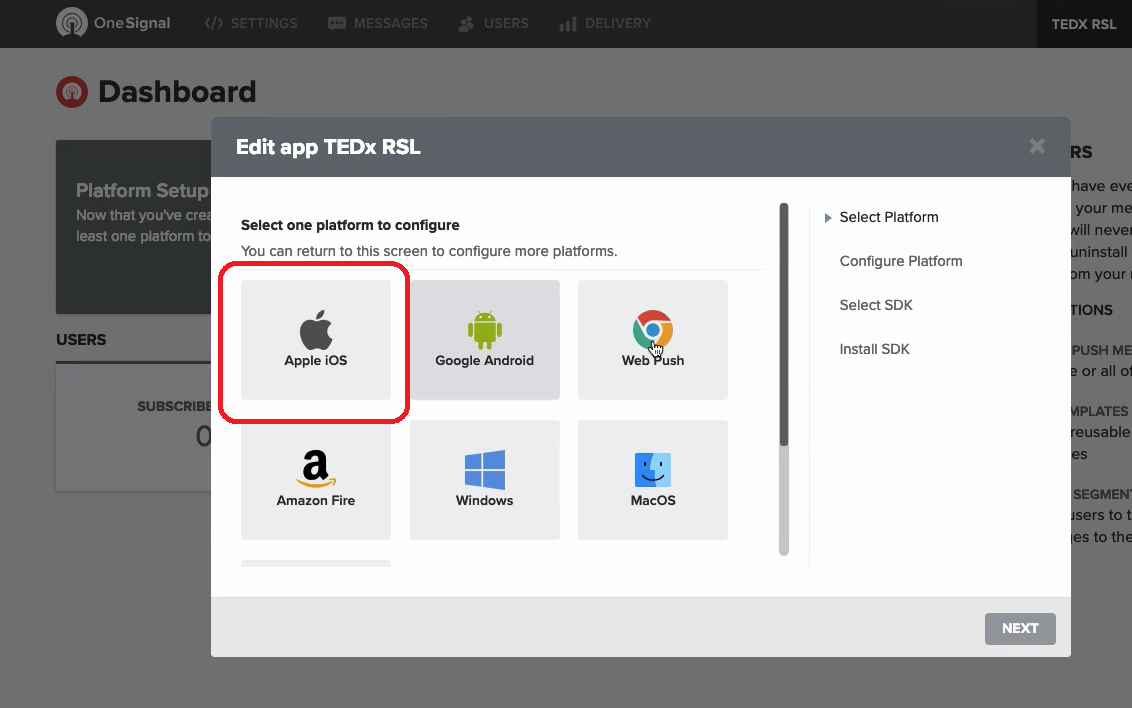 OneSignal
SETTINGS
MESSAGES
USERS
DELIVERY
TEDX RSL
Dashboard
Platform Setup
Now that you've crea
least one platform to
USERS
SUBSCRIBE
0
Edit app TEDx RSL
Select one platform to configure
You can return to this screen to configure more platforms.
Apple iOS
Google Android
Web Push
Amazon Fire
Windows
MacOS
Select Platform
Configure Platform
Select SDK
Install SDK
NEXT
RS
have eve
your me
will never
uninstall
om your
TIONS
PUSH ME
e or all of
MPLATES
reusable
es
SEGMENT
users to t
ges to the